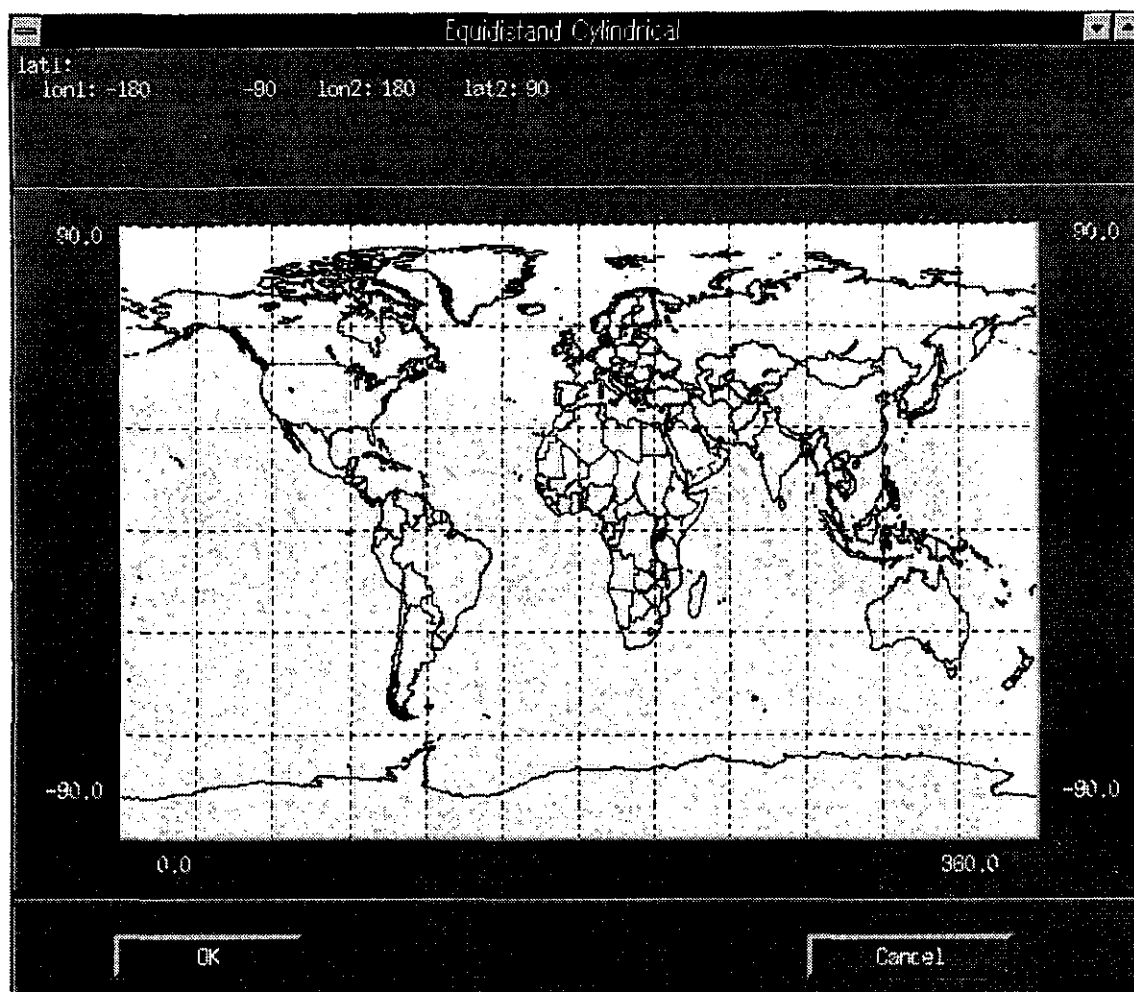 Equidistand Cylindrical
lat1:
lon1: -180 -90 lon2: 180 lat2: 90
90.0 90.0
-90.0 -90.0
0.0 360.0
OK Cancel